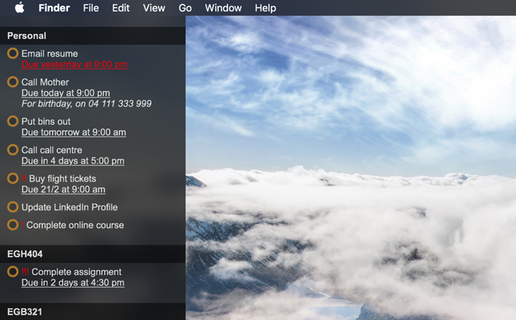 Finder File Edit View Go Window Help
Personal
Email resume
Due yesterday at 9:00 pm
Call Mother
Due today at 9:00 pm
For birthday, on 04 111 333 999
Put bins out
Due tomorrow at 9:00 am
Call call centre
Due in 4 days at 5:00 pm
! Buy flight tickets
Due 21/2 at 9:00 am
Update LinkedIn Profile
! Complete online course
EGH404
!!! Complete assignment
Due in 2 days at 4:30 pm
EGB321